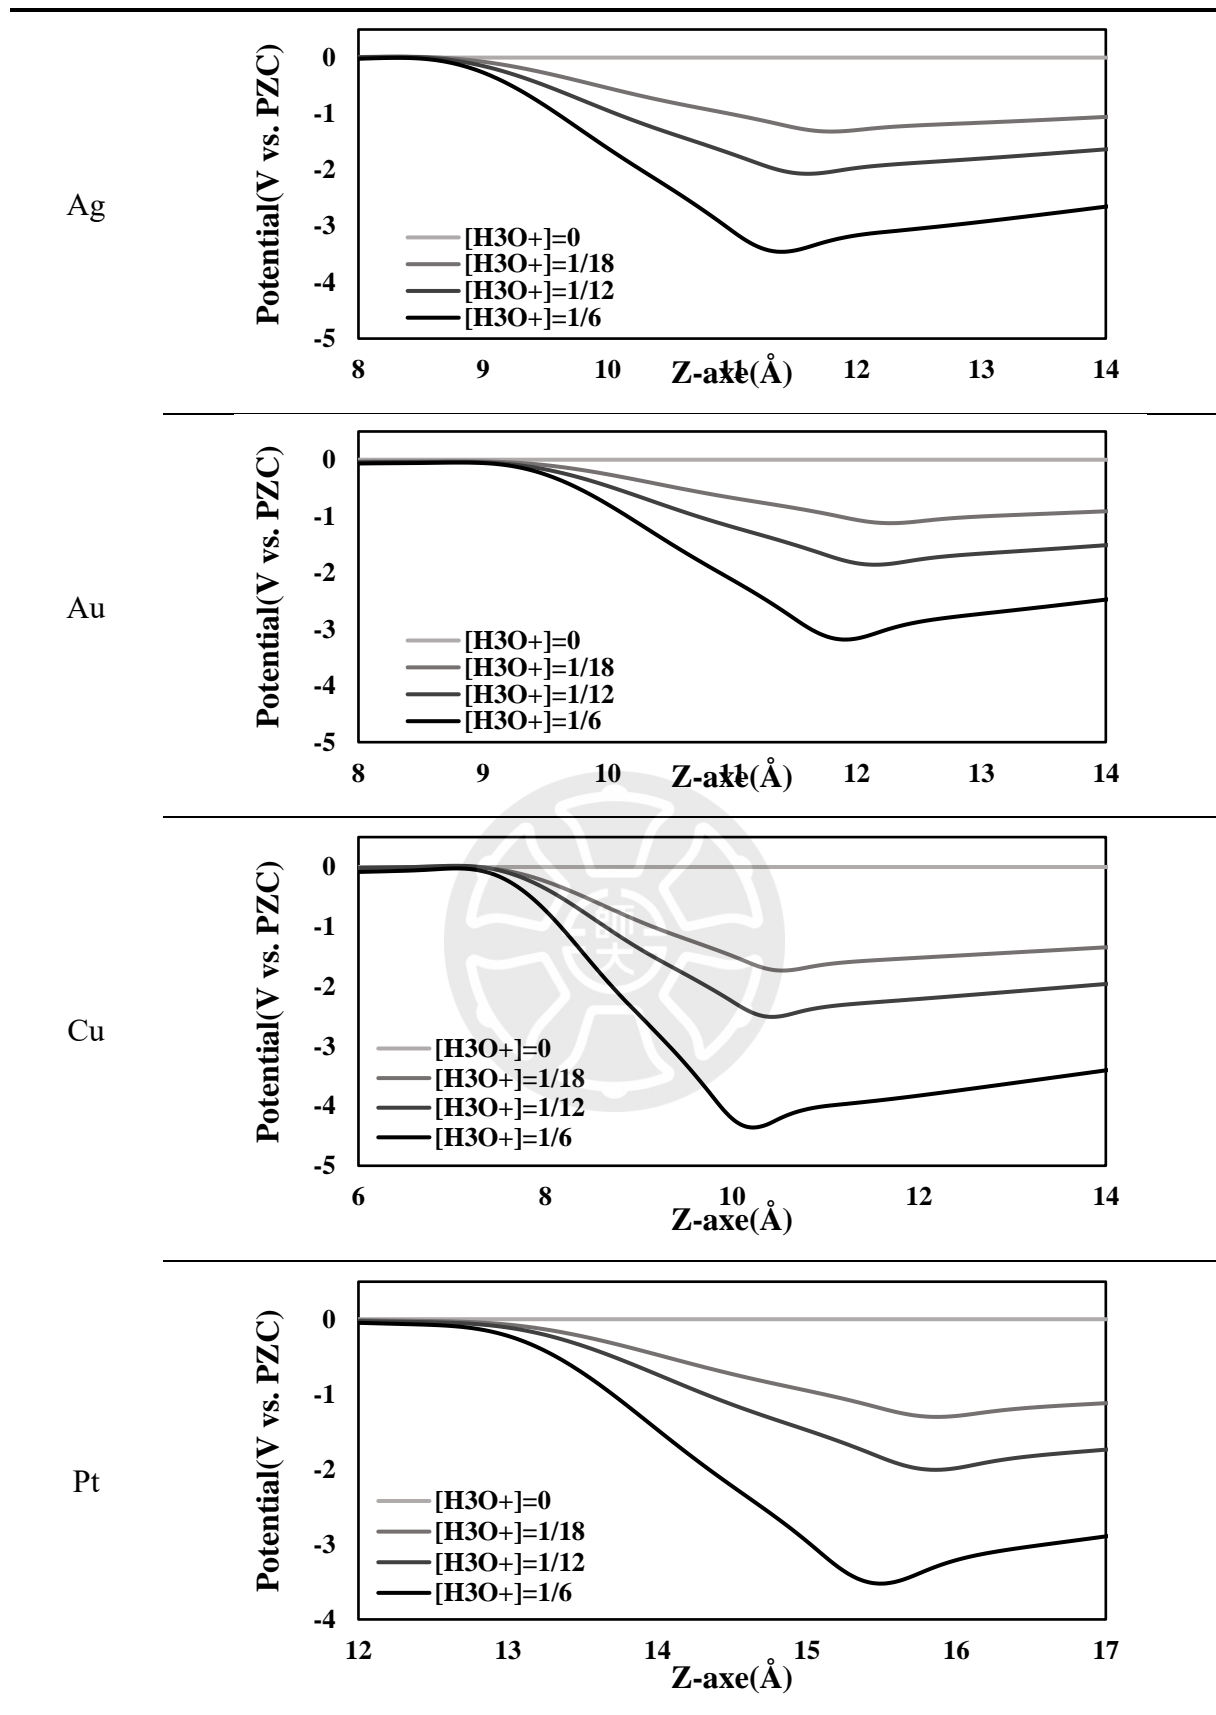 Ag
Potential(V vs. PZC)
0
-1
-2
-3
-4
-5
[H3O+]=0
[H3O+]=1/18
[H3O+]=1/12
[H3O+]=1/6
8 9 10 11 12 13 14
Z-axe(Å)
Au
Potential(V vs. PZC)
0
-1
-2
-3
-4
-5
[H3O+]=0
[H3O+]=1/18
[H3O+]=1/12
[H3O+]=1/6
8 9 10 11 12 13 14
Z-axe(Å)
Cu
Potential(V vs. PZC)
0
-1
-2
-3
-4
-5
師大
[H3O+]=0
[H3O+]=1/18
[H3O+]=1/12
[H3O+]=1/6
6 8 10 12 14
Z-axe(Å)
Pt
Potential(V vs. PZC)
0
-1
-2
-3
-4
[H3O+]=0
[H3O+]=1/18
[H3O+]=1/12
[H3O+]=1/6
12 13 14 15 16 17
Z-axe(Å)